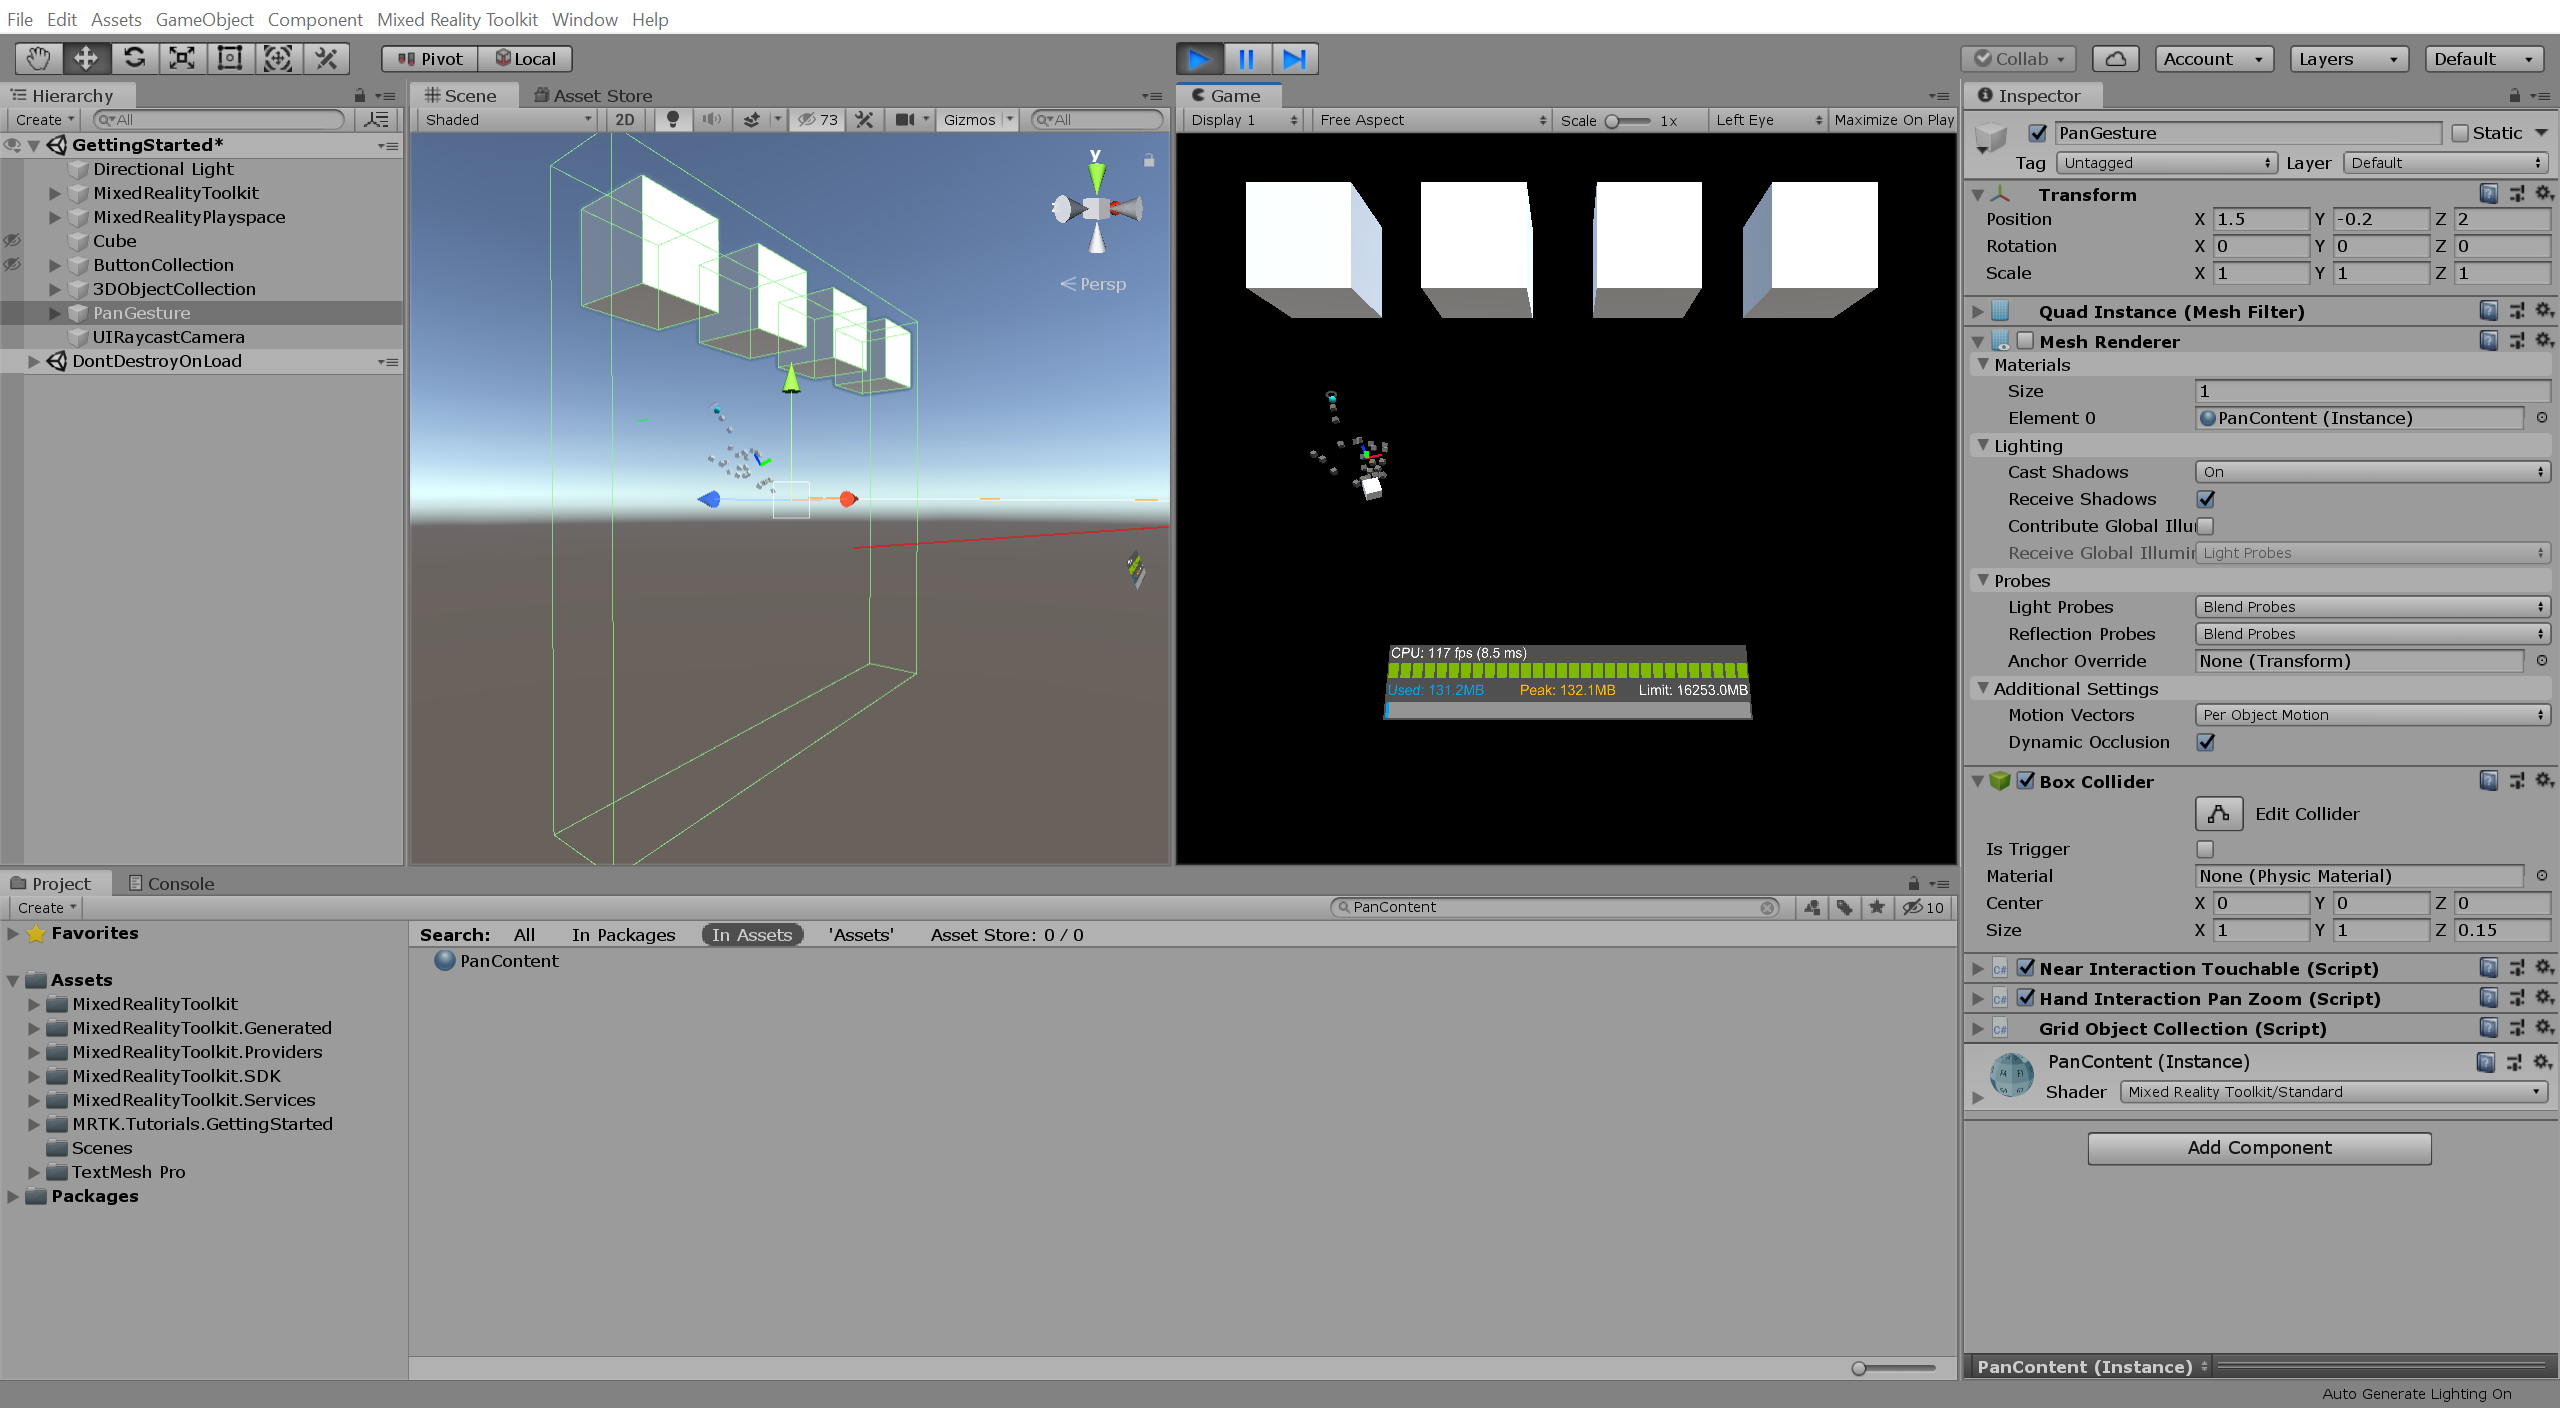 File Edit Assets GameObject Component Mixed Reality Toolkit Window Help
Pivot Local
Collab Account Layers Default
Hierarchy
Create All
GettingStarted*
Directional Light
MixedRealityToolkit
MixedRealityPlayspace
Cube
ButtonCollection
3DObjectCollection
PanGesture
UIRaycastCamera
DontDestroyOnLoad
Scene Asset Store
Shaded 2D 73 Gizmos All
y
Persp
Game
Display 1 Free Aspect Scale 1x Left Eye Maximize On Play
CPU: 117 fps (8.5 ms)
Used: 131.2MB Peak: 132.1MB Limit: 16253.0MB
Inspector
PanGesture Static
Tag Untagged Layer Default
Transform
Position X 1.5 Y -0.2 Z 2
Rotation X 0 Y 0 Z 0
Scale X 1 Y 1 Z 1
Quad Instance (Mesh Filter)
Mesh Renderer
Materials
Size 1
Element 0 PanContent (Instance)
Lighting
Cast Shadows On
Receive Shadows
Contribute Global Illu
Receive Global Illumin Light Probes
Probes
Light Probes Blend Probes
Reflection Probes Blend Probes
Anchor Override None (Transform)
Additional Settings
Motion Vectors Per Object Motion
Dynamic Occlusion
Box Collider
Edit Collider
Is Trigger
Material None (Physic Material)
Center X 0 Y 0 Z 0
Size X 1 Y 1 Z 0.15
C# Near Interaction Touchable (Script)
C# Hand Interaction Pan Zoom (Script)
C# Grid Object Collection (Script)
PanContent (Instance)
Shader Mixed Reality Toolkit/Standard
Add Component
PanContent (Instance)
Project Console
Create PanContent 10
Favorites
Assets
MixedRealityToolkit
MixedRealityToolkit.Generated
MixedRealityToolkit.Providers
MixedRealityToolkit.SDK
MixedRealityToolkit.Services
MRTK.Tutorials.GettingStarted
Scenes
TextMesh Pro
Packages
Search: All In Packages In Assets 'Assets' Asset Store: 0 / 0
PanContent
Auto Generate Lighting On